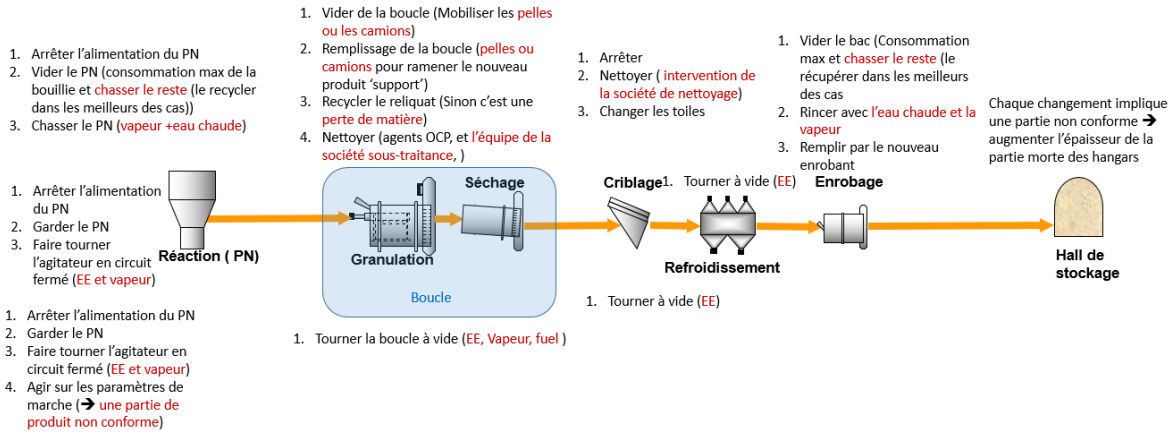 1. Arrêter l'alimentation du PN
2. Vider le PN (consommation max de la
bouillie et chasser le reste (le recycler
dans les meilleurs des cas))
3. Chasser le PN (vapeur +eau chaude)
1. Vider de la boucle (Mobiliser les pelles
ou les camions)
2. Remplissage de la boucle (pelles ou
camions pour ramener le nouveau
produit 'support')
3. Recycler le reliquat (Sinon c'est une
perte de matière)
4. Nettoyer (agents OCP, et l'équipe de la
société sous-traitance, )
1. Arrêter
2. Nettoyer ( intervention de
la société de nettoyage)
3. Changer les toiles
1. Vider le bac (Consommation
max et chasser le reste (le
récupérer dans les meilleurs
des cas
2. Rincer avec l'eau chaude et la
vapeur
3. Remplir par le nouveau
enrobant
Chaque changement implique
une partie non conforme ➔
augmenter l'épaisseur de la
partie morte des hangars
1. Arrêter l'alimentation
du PN
2. Garder le PN
3. Faire tourner
l'agitateur en circuit
fermé (EE et vapeur)
Réaction ( PN)
Séchage
Granulation
Boucle
Criblage
1. Tourner à vide (EE)
Enrobage
Refroidissement
Hall de
stockage
1. Tourner à vide (EE)
1. Tourner la boucle à vide (EE, Vapeur, fuel )
1. Arrêter l'alimentation du PN
2. Garder le PN
3. Faire tourner l'agitateur en
circuit fermé (EE et vapeur)
4. Agir sur les paramètres de
marche (➔ une partie de
produit non conforme)